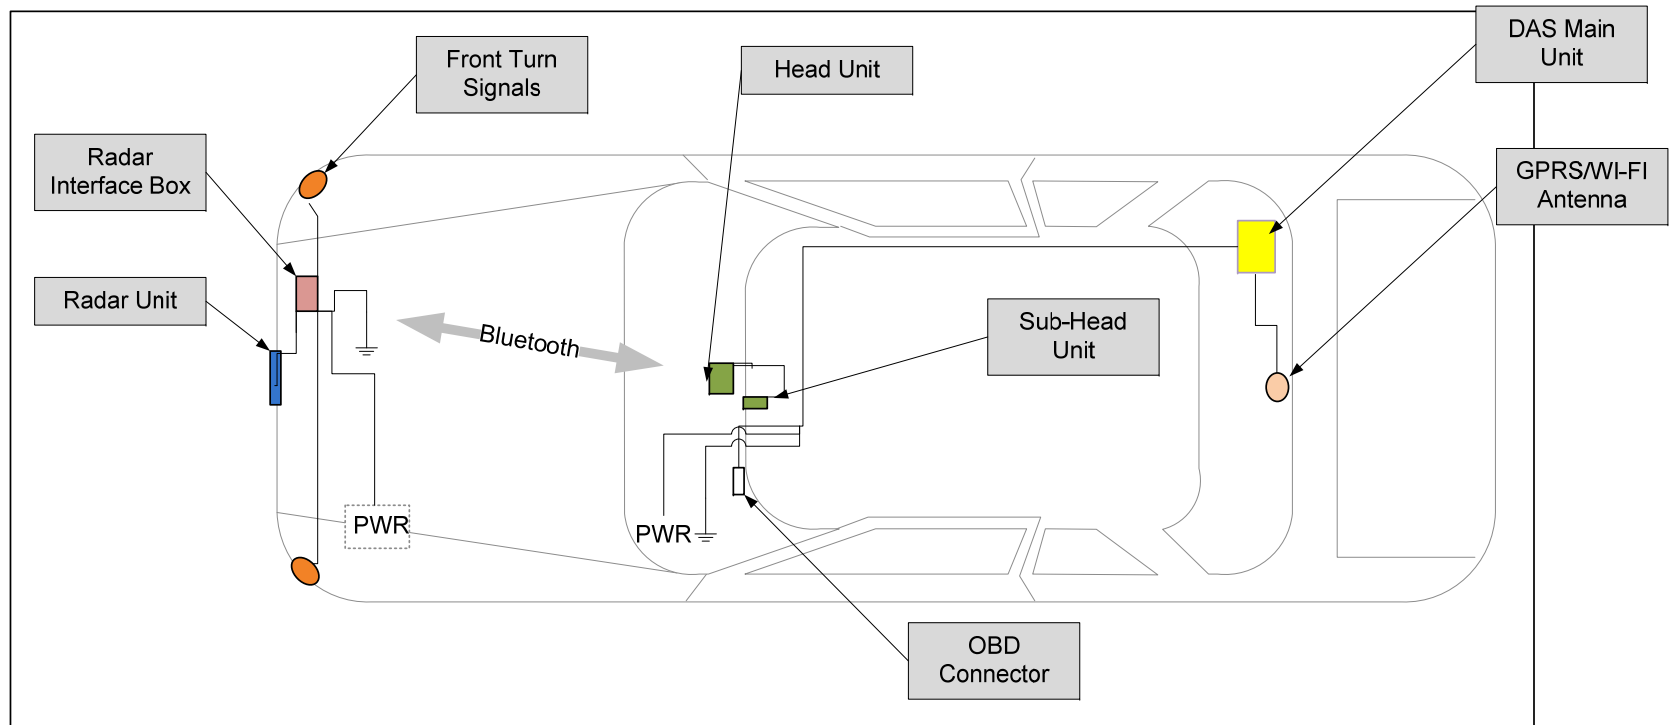 DAS Main
Unit
Front Turn
Signals
Head Unit
Radar
Interface Box
GPRS/WI-FI
Antenna
Radar Unit
Sub-Head
Unit
Bluetooth
PWR
PWR
OBD
Connector